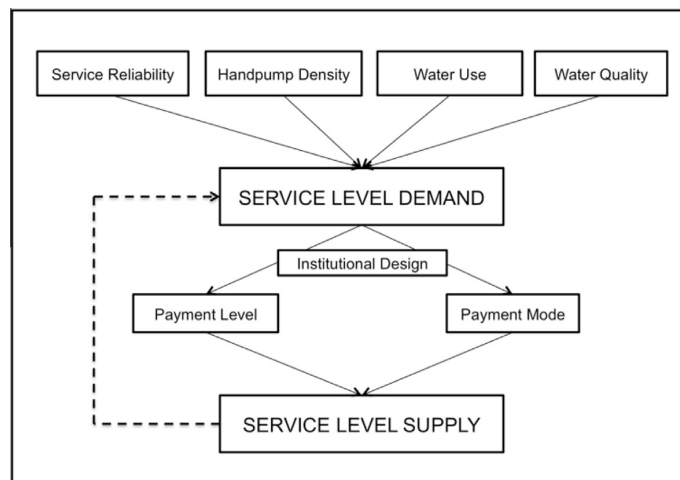 Service Reliability
Handpump Density
Water Use
Water Quality
SERVICE LEVEL DEMAND
Institutional Design
Payment Level
Payment Mode
SERVICE LEVEL SUPPLY